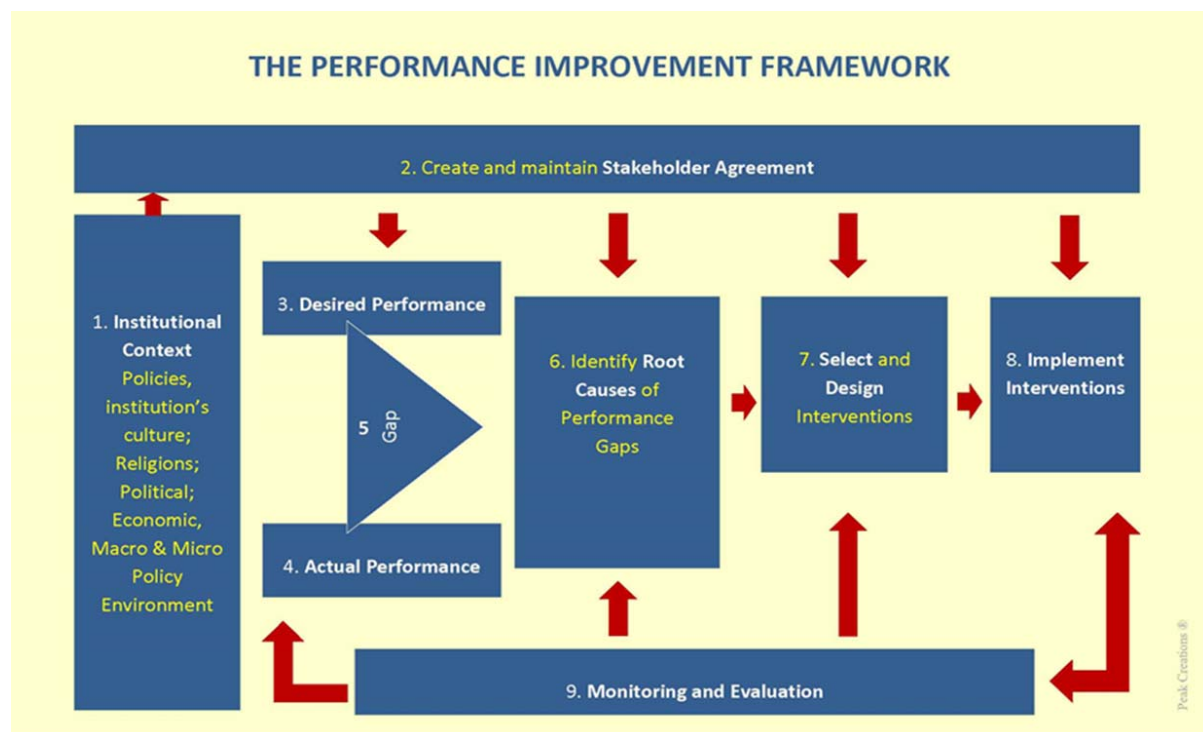 THE PERFORMANCE IMPROVEMENT FRAMEWORK
2. Create and maintain Stakeholder Agreement
1. Institutional
Context
Policies,
institution’s
culture;
Religions;
Political;
Economic,
Macro & Micro
Policy
Environment
3. Desired Performance
5 Gap
4. Actual Performance
6. Identify Root
Causes of
Performance
Gaps
7. Select and
Design
Interventions
8. Implement
Interventions
9. Monitoring and Evaluation
Peak Creations ®